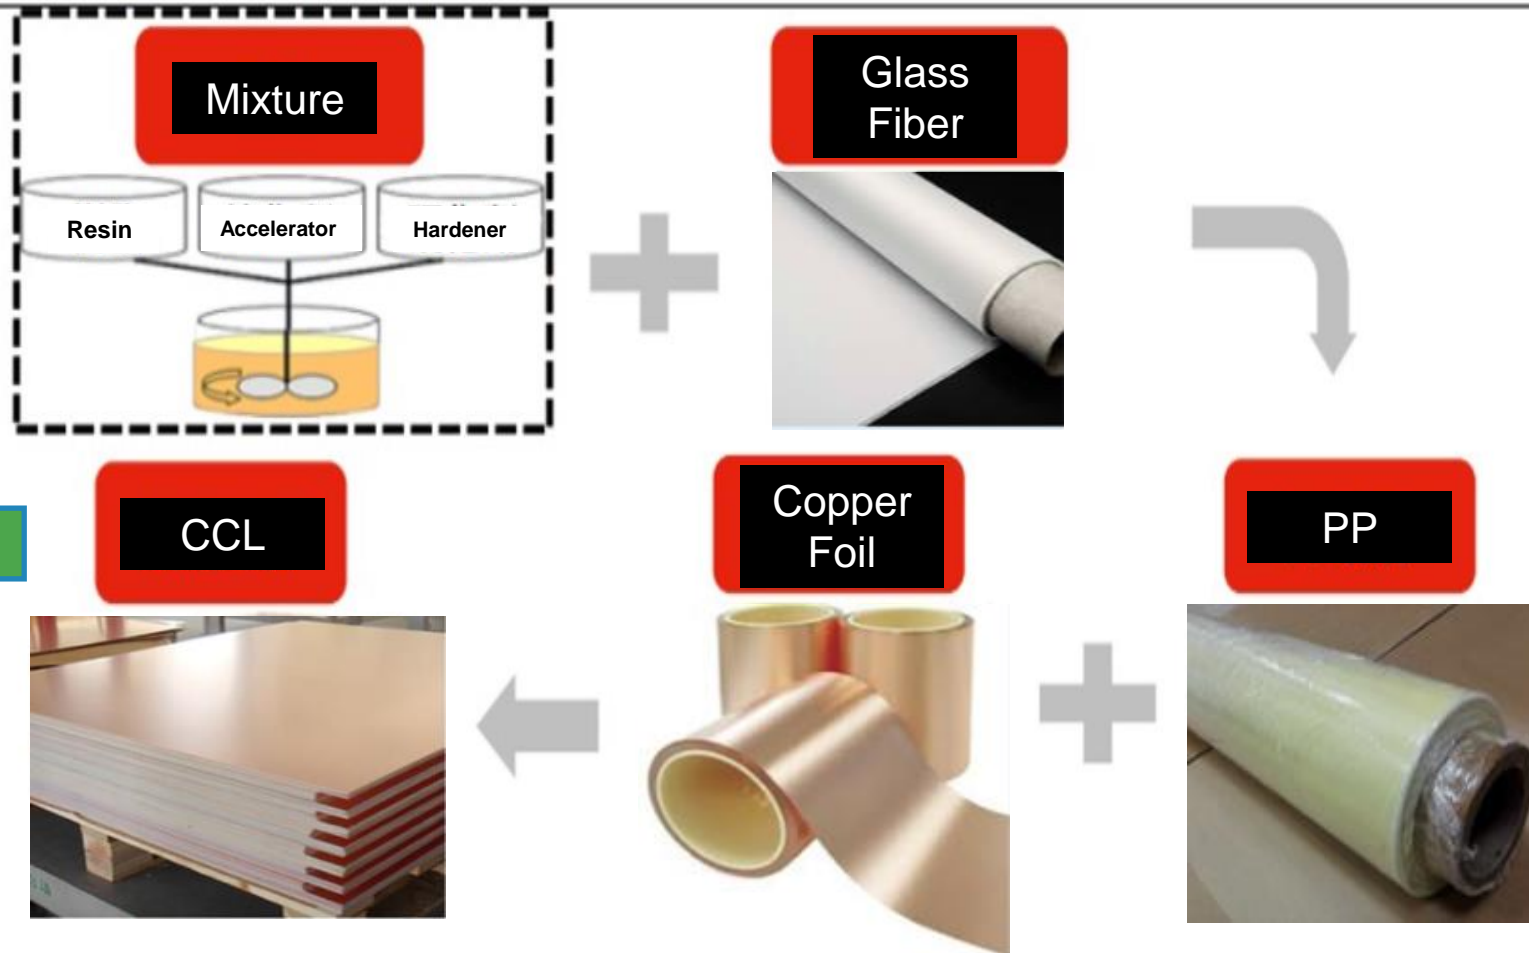 Mixture
Glass
Fiber
Resin
Accelerator
Hardener
CCL
Copper
Foil
PP